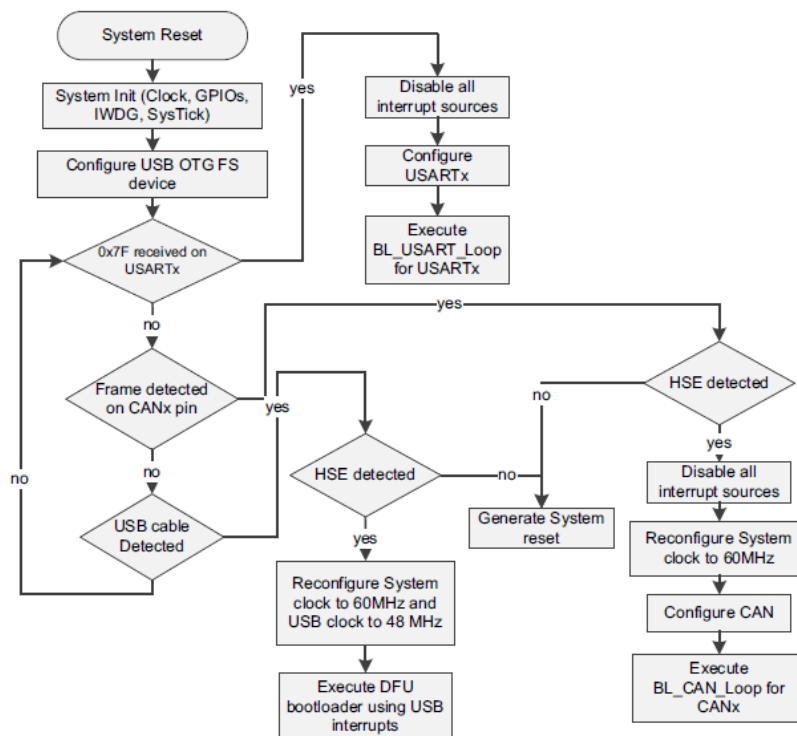 System Reset
System Init (Clock, GPIOs,
IWDG, SysTick)
Configure USB OTG FS
device
0x7F received on
USARTx
yes
Disable all
interrupt sources
Configure
USARTx
Execute
BL_USART_Loop
for USARTx
no
yes
Frame detected
on CANx pin
yes
HSE detected
no
yes
no
no
USB cable
Detected
HSE detected
no
yes
Generate System
reset
Disable all
interrupt sources
Reconfigure System
clock to 60MHz
Reconfigure System
clock to 60MHz and
USB clock to 48 MHz
Configure CAN
Execute DFU
bootloader using USB
interrupts
Execute
BL_CAN_Loop for
CANx